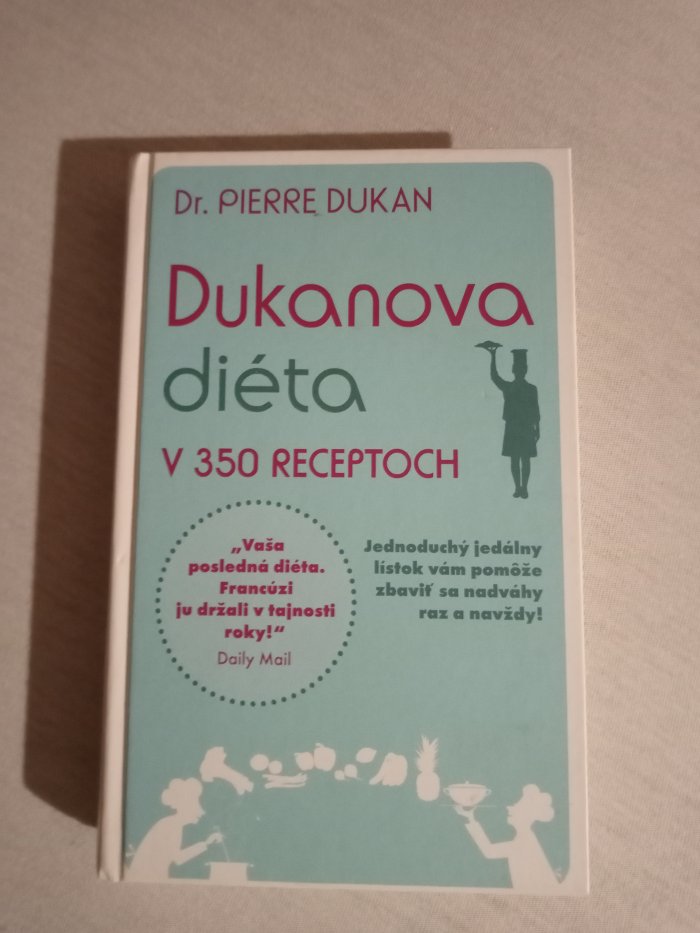 Dr. PIERRE DUKAN
Dukanova
diéta
V 350 RECEPTOCH
„Vaša
posledná diéta.
Francúzi
ju držali v tajnosti
roky!“
Daily Mail
Jednoduchý jedálny
lístok vám pomôže
zbaviť sa nadváhy
raz a navždy!